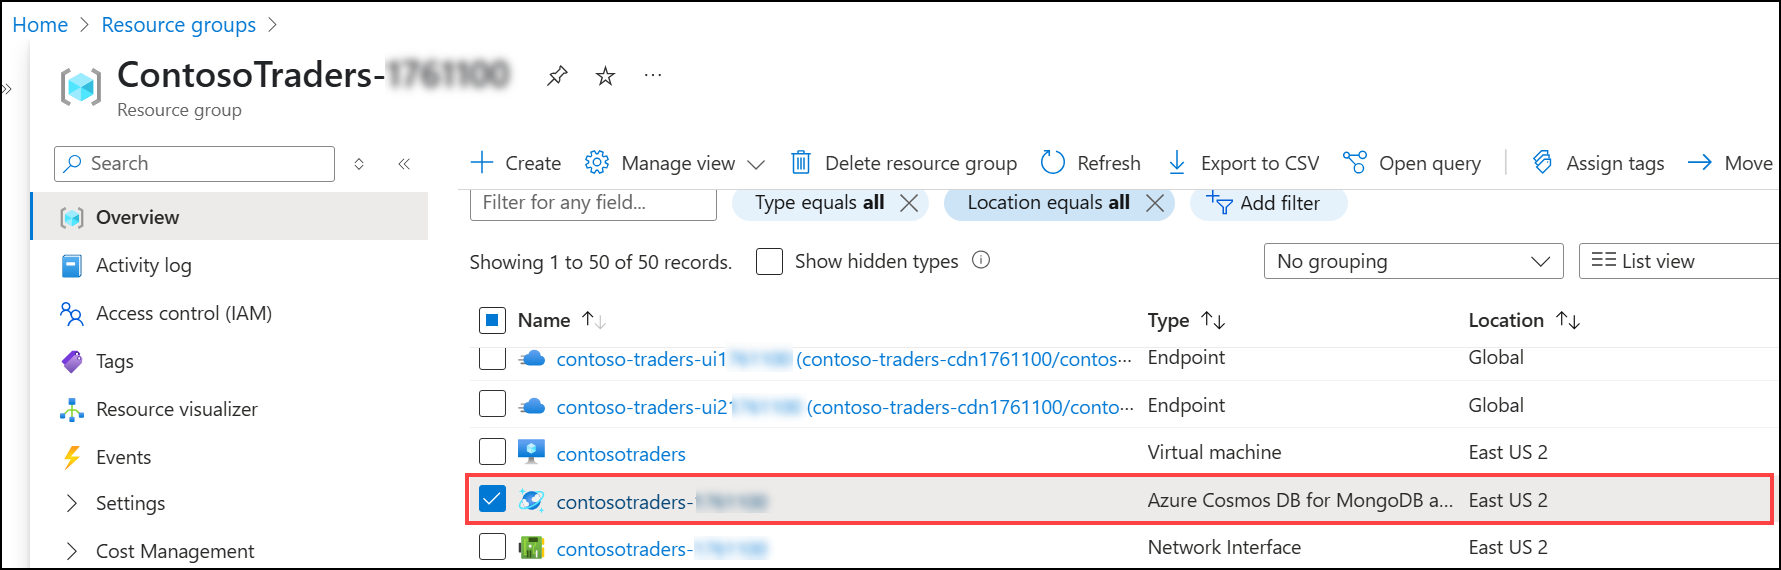 Home > Resource groups >
ContosoTraders-
Resource group
Search
Overview
Activity log
Access control (IAM)
Tags
Resource visualizer
Events
Settings
Cost Management
Create Manage view Delete resource group Refresh Export to CSV Open query Assign tags Move
Filter for any field... Type equals all Location equals all Add filter
Showing 1 to 50 of 50 records. Show hidden types No grouping List view
Name Type Location
contoso-traders-ui1 (contoso-traders-cdn1761100/contos··· Endpoint Global
contoso-traders-ui2 (contoso-traders-cdn1761100/conto··· Endpoint Global
contosotraders Virtual machine East US 2
contosotraders- Azure Cosmos DB for MongoDB a... East US 2
contosotraders- Network Interface East US 2